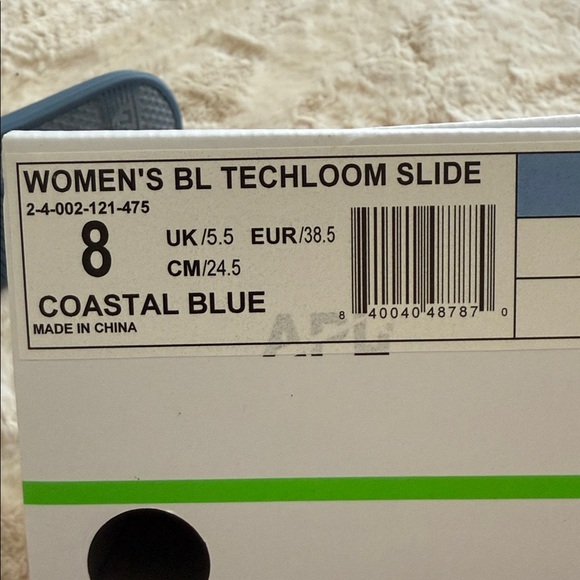 WOMEN'S BL TECHLOOM SLIDE
2-4-002-121-475
8
UK/5.5 EUR/38.5
CM/24.5
COASTAL BLUE
MADE IN CHINA
8 40040 48787 0
APL